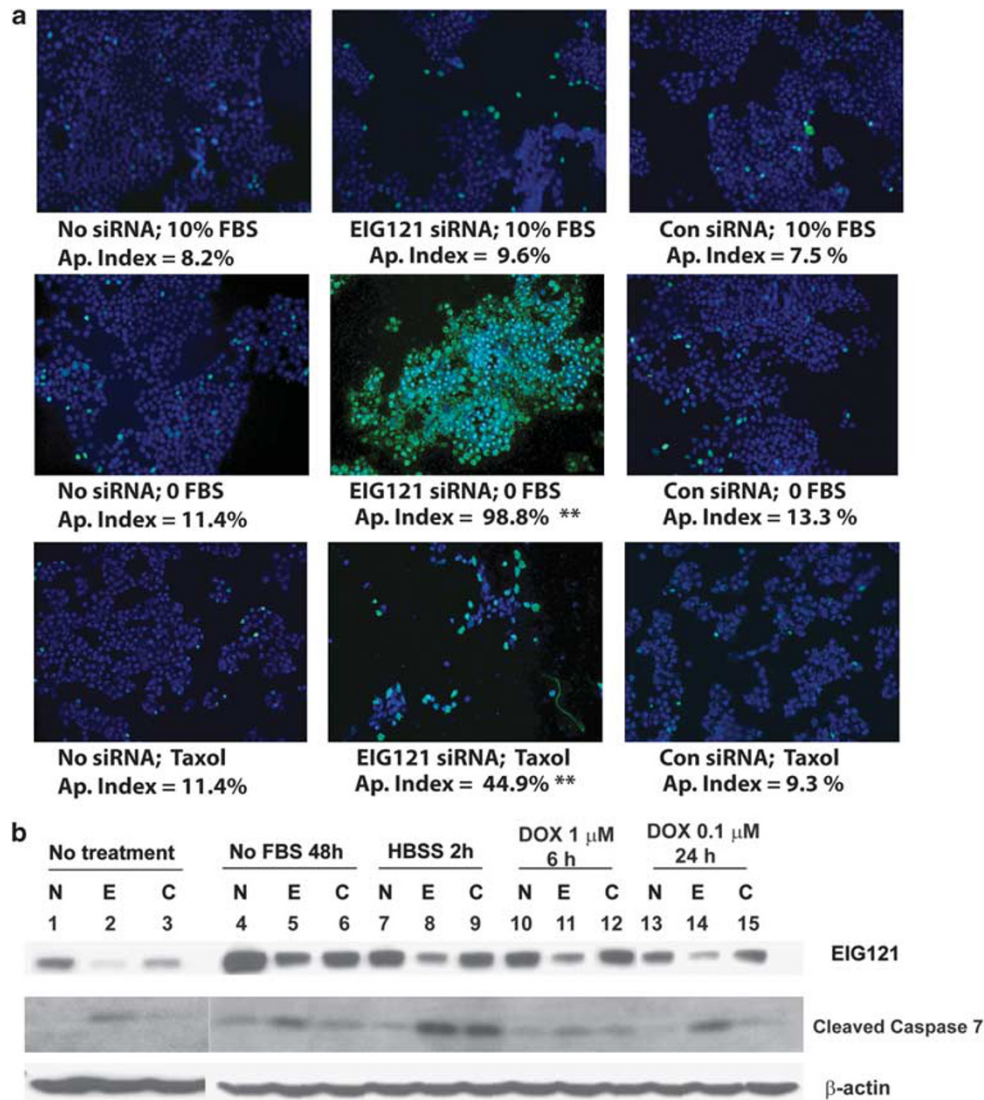 a
No siRNA; 10% FBS
Ap. Index = 8.2%
EIG121 siRNA; 10% FBS
Ap. Index = 9.6%
Con siRNA; 10% FBS
Ap. Index = 7.5 %
No siRNA; 0 FBS
Ap. Index = 11.4%
EIG121 siRNA; 0 FBS
Ap. Index = 98.8% **
Con siRNA; 0 FBS
Ap. Index = 13.3 %
No siRNA; Taxol
Ap. Index = 11.4%
EIG121 siRNA; Taxol
Ap. Index = 44.9% **
Con siRNA; Taxol
Ap. Index = 9.3 %
b
No treatment No FBS 48h HBSS 2h DOX 1 μM 6 h DOX 0.1 μM 24 h
N E C N E C N E C N E C N E C
1 2 3 4 5 6 7 8 9 10 11 12 13 14 15
EIG121
Cleaved Caspase 7
β-actin